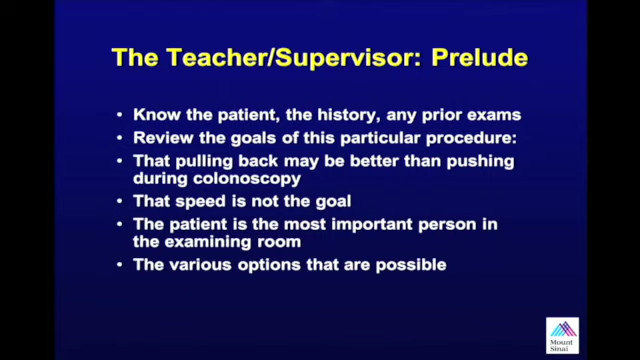 The Teacher/Supervisor: Prelude
• Know the patient, the history, any prior exams
• Review the goals of this particular procedure:
• That pulling back may be better than pushing
during colonoscopy
• That speed is not the goal
• The patient is the most important person in
the examining room
• The various options that are possible
Mount
Sinai